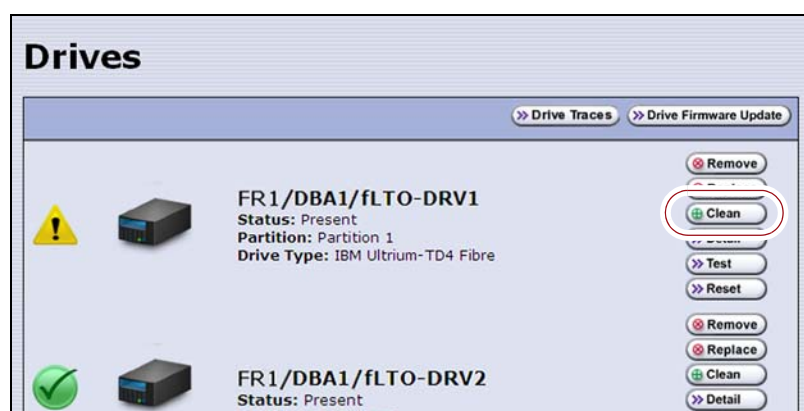 Drives
Drive Traces
Drive Firmware Update
Remove
Clean
FR1/DBA1/fLTO-DRV1
Status: Present
Partition: Partition 1
Drive Type: IBM Ultrium-TD4 Fibre
Test
Reset
Remove
Replace
Clean
Detail
FR1/DBA1/fLTO-DRV2
Status: Present